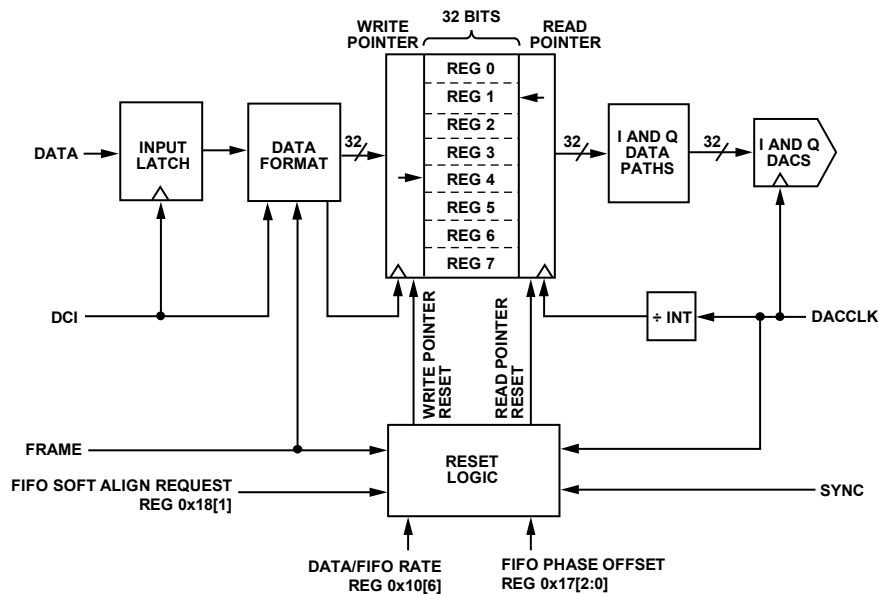 32 BITS
WRITE
POINTER
READ
POINTER
REG 0
REG 1
REG 2
REG 3
REG 4
REG 5
REG 6
REG 7
DATA
INPUT
LATCH
DATA
FORMAT
32
32
I AND Q
DATA
PATHS
32
I AND Q
DACS
DCI
÷ INT
DACCLK
WRITE POINTER
RESET
READ POINTER
RESET
FRAME
RESET
LOGIC
FIFO SOFT ALIGN REQUEST
REG 0x18[1]
SYNC
DATA/FIFO RATE
REG 0x10[6]
FIFO PHASE OFFSET
REG 0x17[2:0]